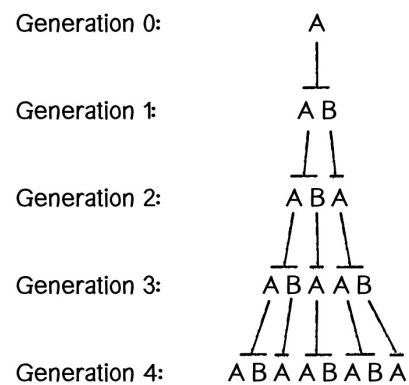 Generation 0: A
Generation 1: A B
Generation 2: A B A
Generation 3: A B A A B
Generation 4: A B A A B A B A